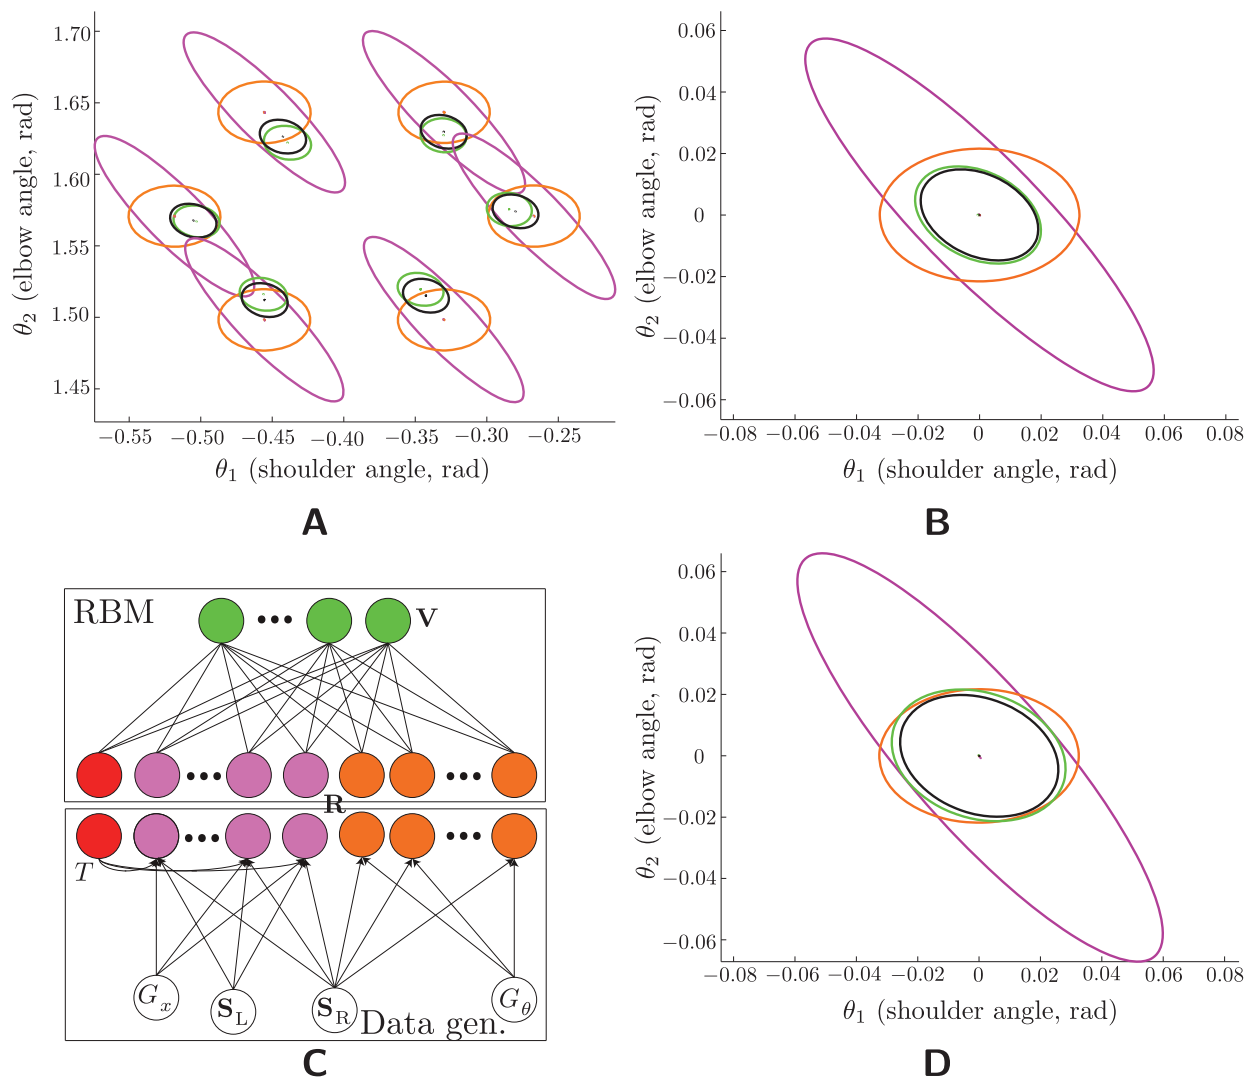 1.70
1.65
1.60
1.55
1.50
1.45
θ2 (elbow angle, rad)
−0.55 −0.50 −0.45 −0.40 −0.35 −0.30 −0.25
θ1 (shoulder angle, rad)
A
0.06
0.04
0.02
0
−0.02
−0.04
−0.06
θ2 (elbow angle, rad)
−0.08 −0.06 −0.04 −0.02 0 0.02 0.04 0.06 0.08
θ1 (shoulder angle, rad)
B
RBM
V
R
T
Gx
SL
SR
Gθ
Data gen.
C
0.06
0.04
0.02
0
−0.02
−0.04
−0.06
θ2 (elbow angle, rad)
−0.08 −0.06 −0.04 −0.02 0 0.02 0.04 0.06 0.08
θ1 (shoulder angle, rad)
D